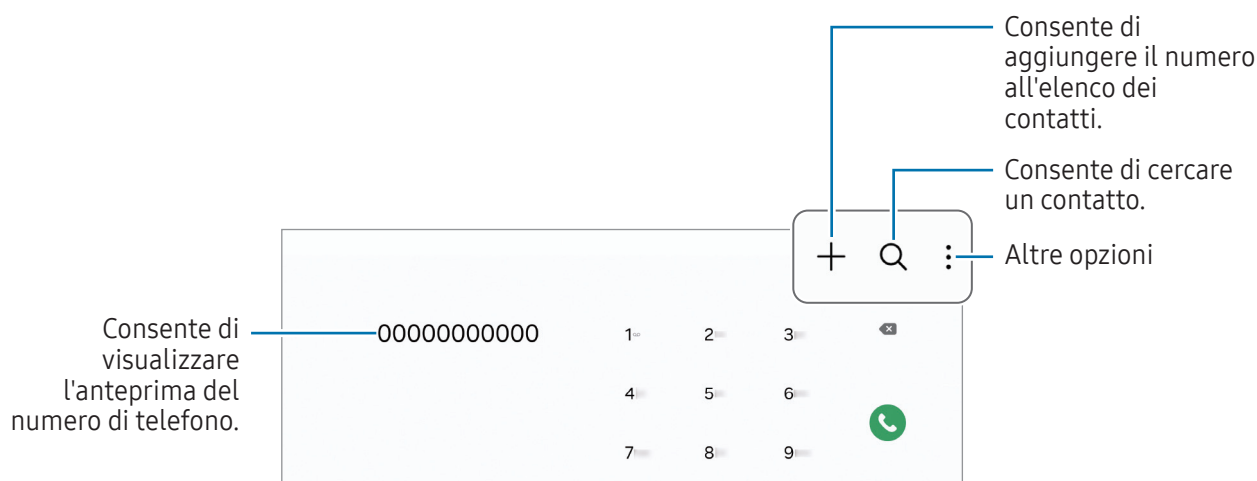 Consente di
aggiungere il numero
all'elenco dei
contatti.
Consente di cercare
un contatto.
Altre opzioni
Consente di
visualizzare
l'anteprima del
numero di telefono.
00000000000
1 2 3
4 5 6
7 8 9